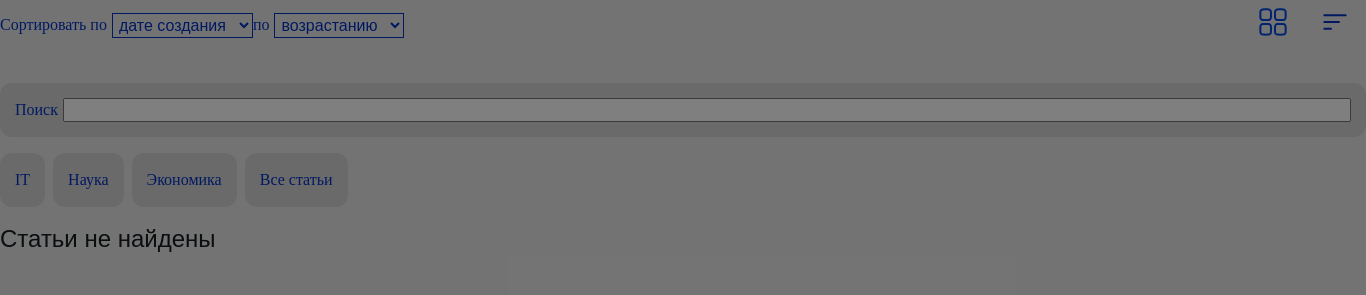 Сортировать по дате создания по возрастанию
Поиск
IT Наука Экономика Все статьи
Статьи не найдены